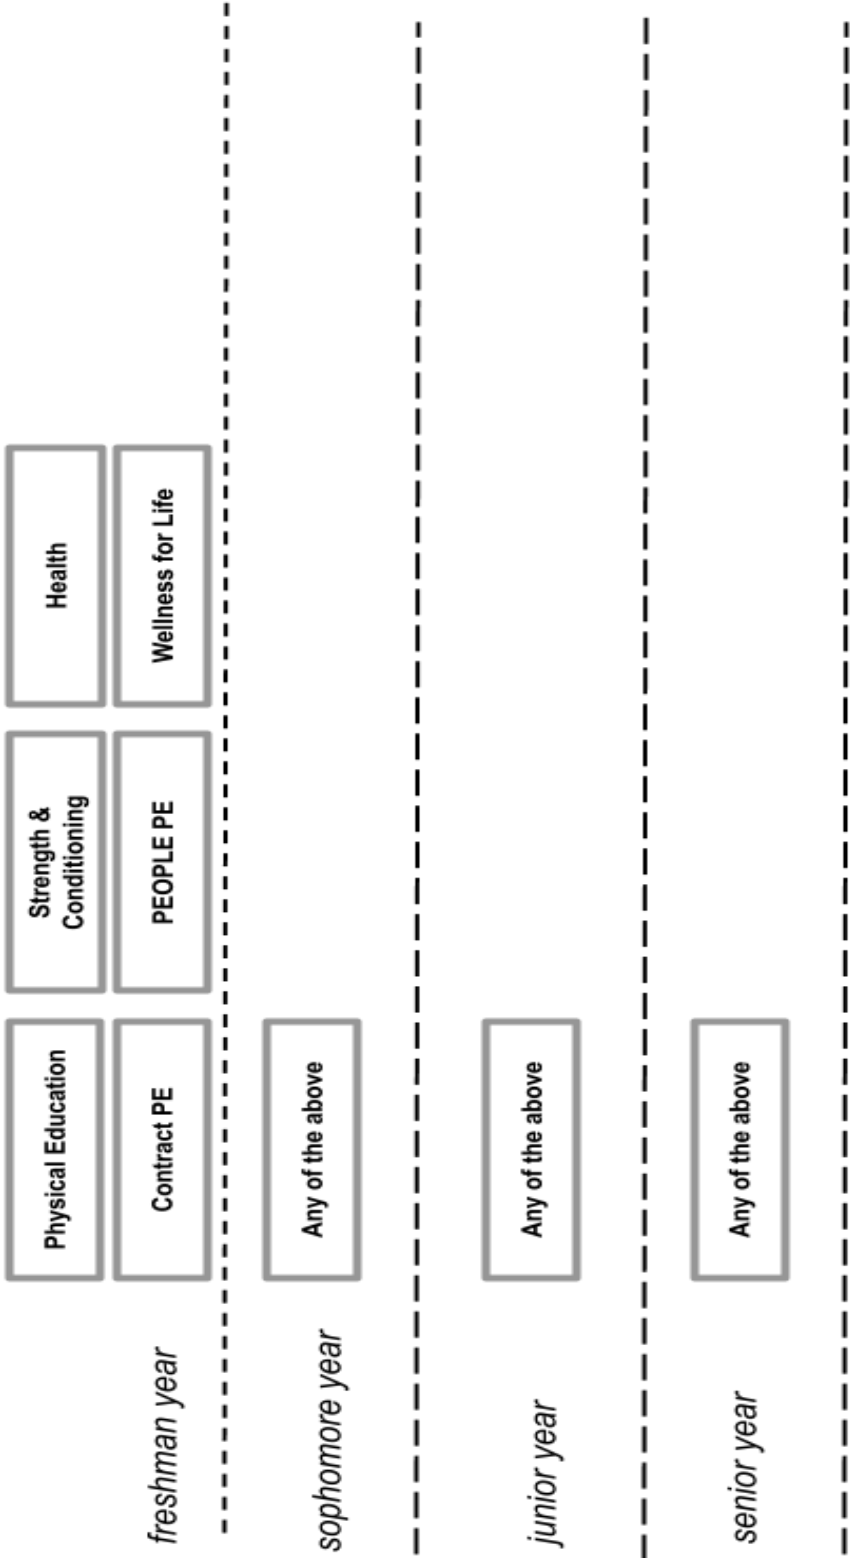 Physical Education
Strength &
Conditioning
Health
freshman year
Contract PE
PEOPLE PE
Wellness for Life
sophomore year
Any of the above
junior year
Any of the above
senior year
Any of the above